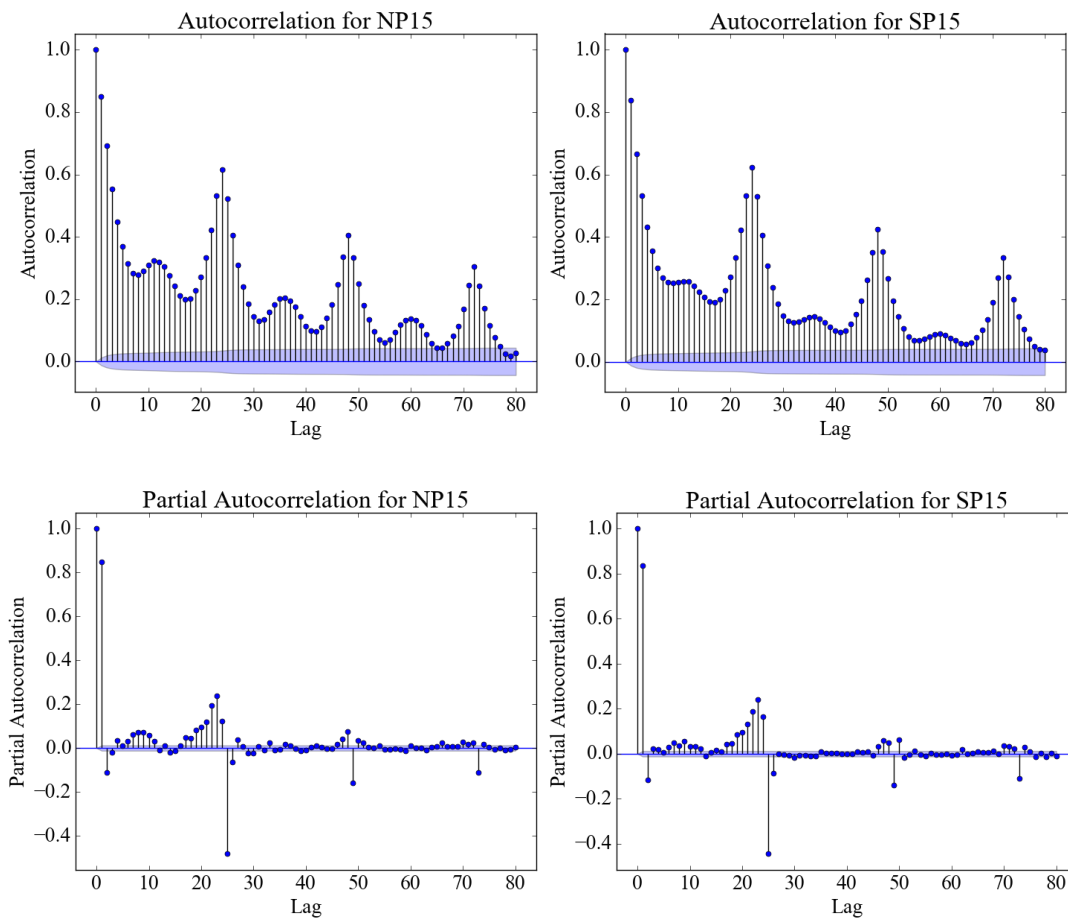 Autocorrelation for NP15
Autocorrelation
1.0
0.8
0.6
0.4
0.2
0.0
0 10 20 30 40 50 60 70 80
Lag
Autocorrelation for SP15
Autocorrelation
1.0
0.8
0.6
0.4
0.2
0.0
0 10 20 30 40 50 60 70 80
Lag
Partial Autocorrelation for NP15
Partial Autocorrelation
1.0
0.8
0.6
0.4
0.2
0.0
−0.2
−0.4
0 10 20 30 40 50 60 70 80
Lag
Partial Autocorrelation for SP15
Partial Autocorrelation
1.0
0.8
0.6
0.4
0.2
0.0
−0.2
−0.4
0 10 20 30 40 50 60 70 80
Lag